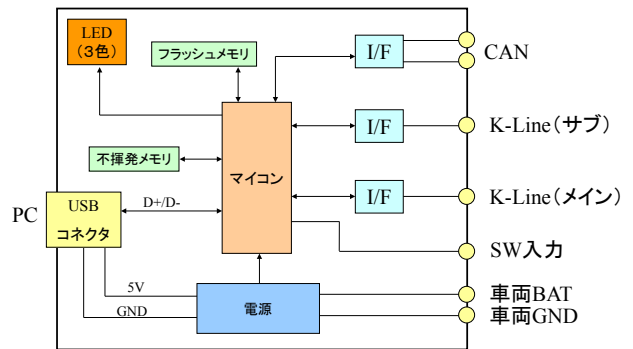 LED
(3色)
フラッシュメモリ
I/F
CAN
I/F
K-Line(サブ)
不揮発メモリ
マイコン
I/F
K-Line(メイン)
PC
USB
コネクタ
D+/D-
SW入力
5V
GND
電源
車両BAT
車両GND